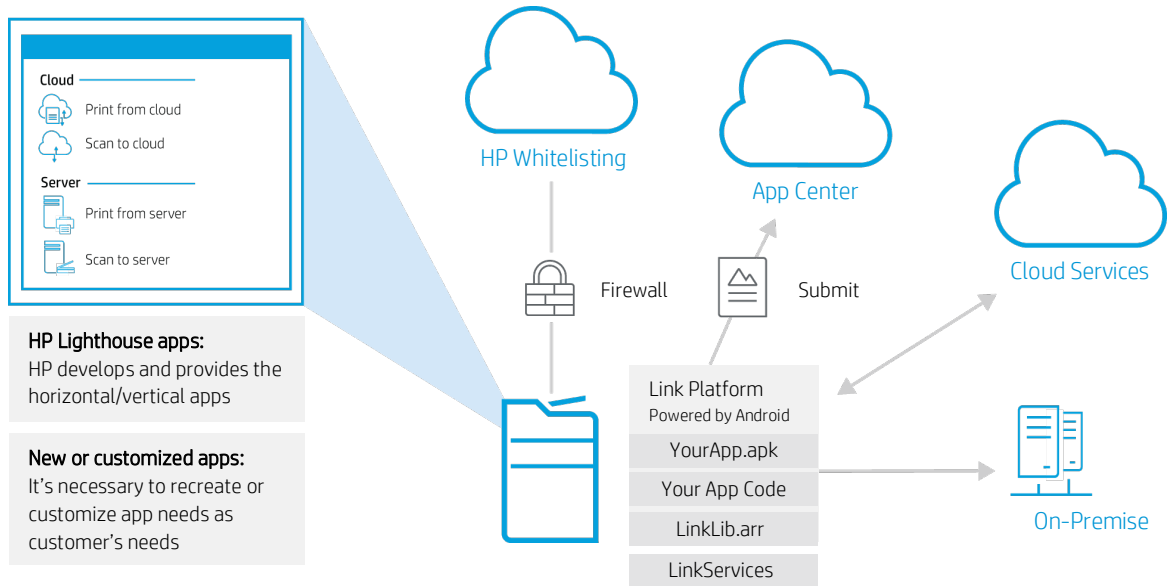 Cloud
Print from cloud
Scan to cloud
Server
Print from server
Scan to server
HP Lighthouse apps:
HP develops and provides the
horizontal/vertical apps
New or customized apps:
It's necessary to recreate or
customize app needs as
customer's needs
HP Whitelisting
Firewall
App Center
Submit
Cloud Services
Link Platform
Powered by Android
YourApp.apk
Your App Code
LinkLib.arr
LinkServices
On-Premise